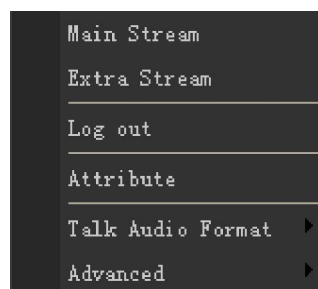 Main Stream
Extra Stream
Log out
Attribute
Talk Audio Format
Advanced